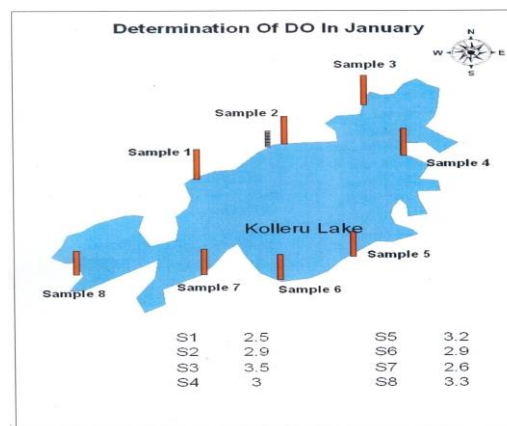 Determination Of DO In January
N
W E
S
Sample 3
Sample 2
Sample 1
Sample 4
Kolleru Lake
Sample 5
Sample 7
Sample 6
Sample 8
S1 2.5 S5 3.2
S2 2.9 S6 2.9
S3 3.5 S7 2.6
S4 3 S8 3.3